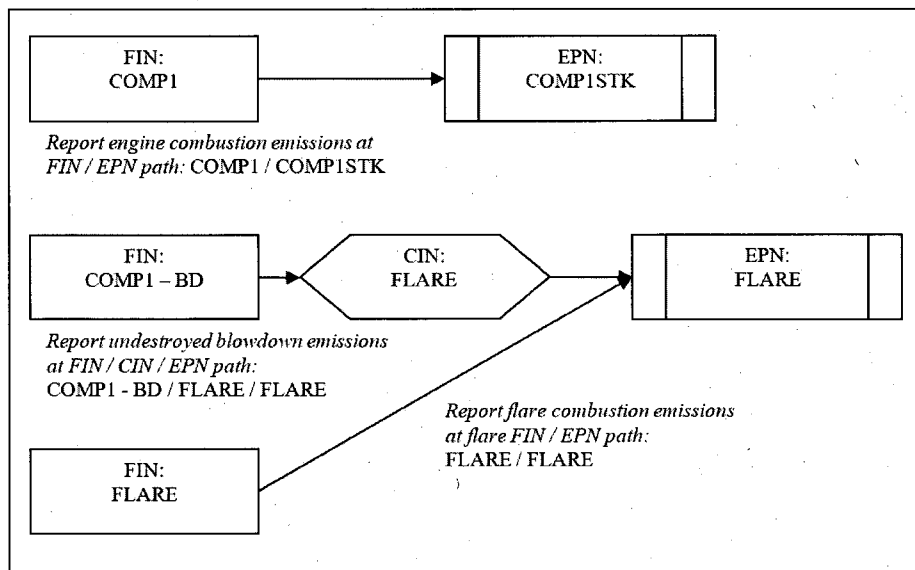 FIN:
COMP1
EPN:
COMP1STK
Report engine combustion emissions at
FIN / EPN path: COMP1 / COMP1STK
FIN:
COMP1 – BD
CIN:
FLARE
EPN:
FLARE
Report undestroyed blowdown emissions
at FIN / CIN / EPN path:
COMP1 - BD / FLARE / FLARE
Report flare combustion emissions
at flare FIN / EPN path:
FLARE / FLARE
FIN:
FLARE